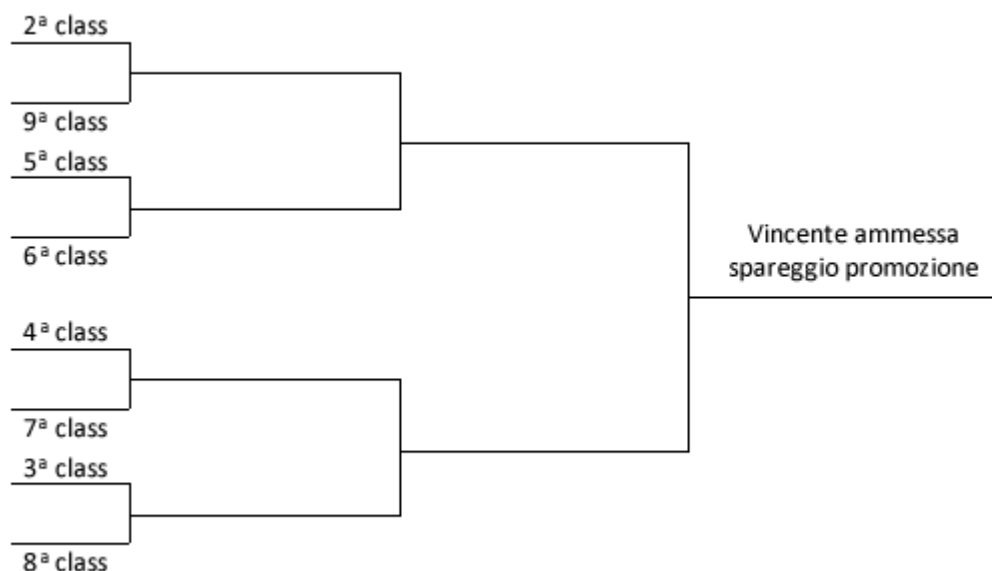 2ª class
9ª class
5ª class
6ª class
Vincente ammessa
spareggio promozione
4ª class
7ª class
3ª class
8ª class